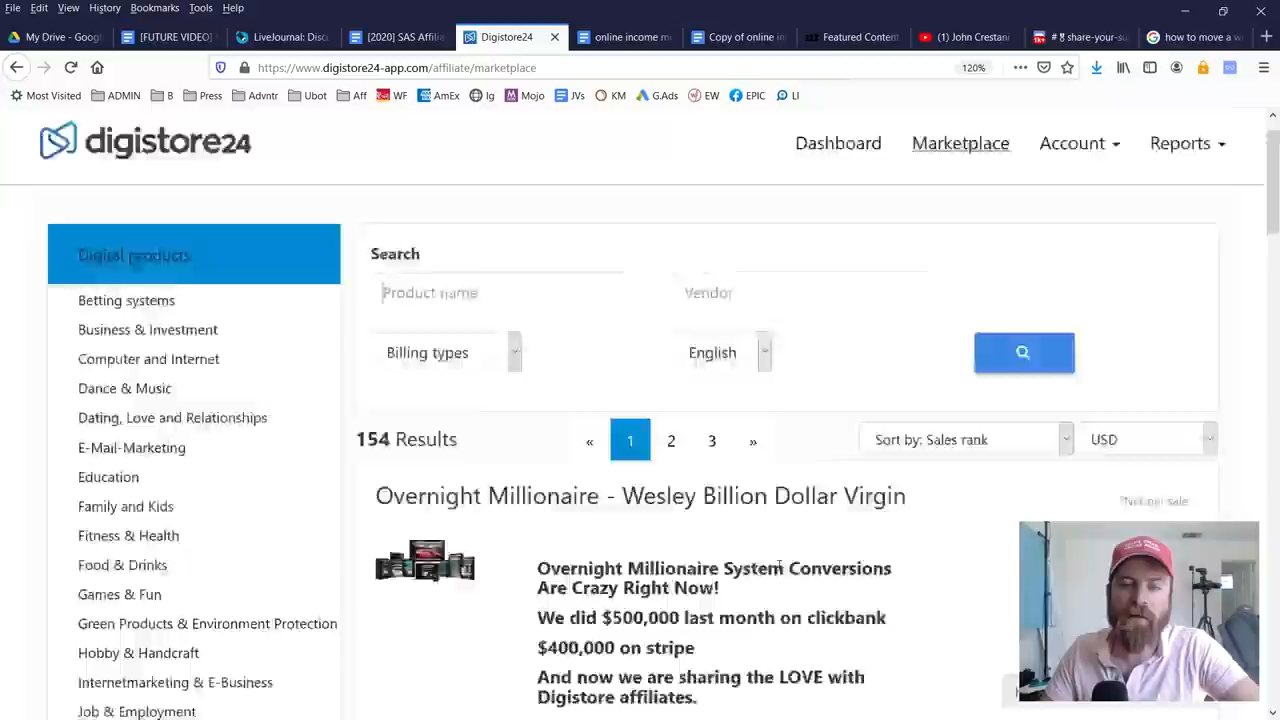 File Edit View History Bookmarks Tools Help
My Drive - Goog
[FUTURE VIDEO]
LiveJournal: Disc
[2020] SAS Affilia
Digistore24
online income m
Copy of online in
Featured Content
(1) John Crestani
#8 share-your-su
how to move a w
https://www.digistore24-app.com/affiliate/marketplace
120%
Most Visited ADMIN B Press Advntr Ubot Aff WF AmEx Ig Mojo JVs KM G.Ads EW EPIC LI
digistore24
Dashboard Marketplace Account Reports
Digital products
Betting systems
Business & Investment
Computer and Internet
Dance & Music
Dating, Love and Relationships
E-Mail-Marketing
Education
Family and Kids
Fitness & Health
Food & Drinks
Games & Fun
Green Products & Environment Protection
Hobby & Handcraft
Internetmarketing & E-Business
Job & Employment
Search
Product name Vendor
Billing types English
154 Results « 1 2 3 » Sort by: Sales rank USD
Overnight Millionaire - Wesley Billion Dollar Virgin
Overnight Millionaire System Conversions
Are Crazy Right Now!
We did $500,000 last month on clickbank
$400,000 on stripe
And now we are sharing the LOVE with
Digistore affiliates.